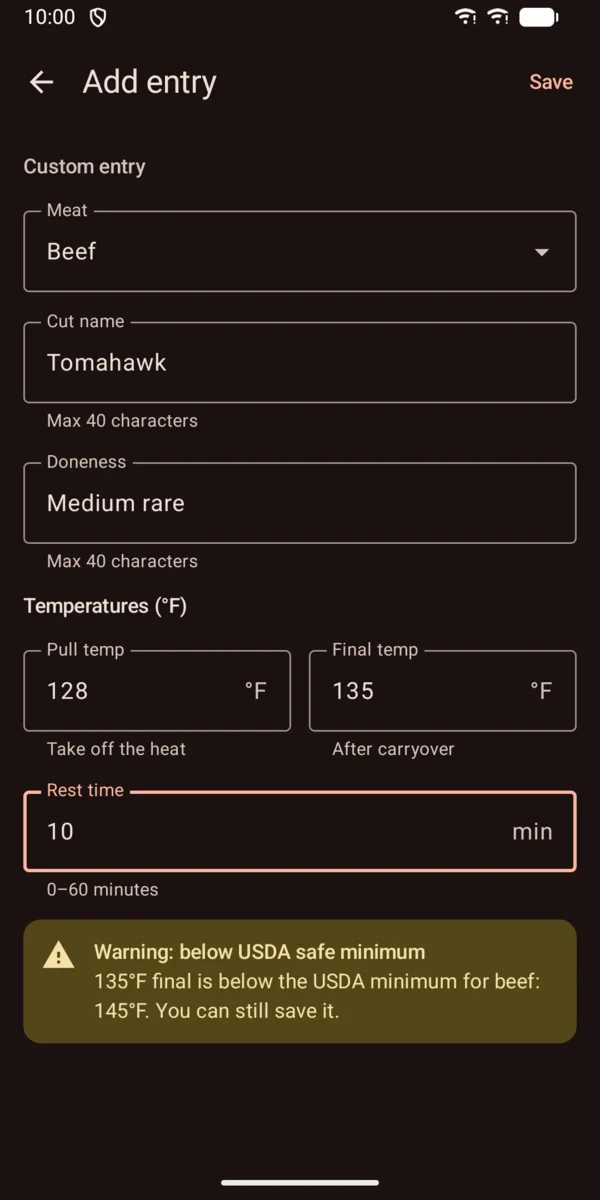 10:00
Add entry
Save
Custom entry
Meat
Beef
Cut name
Tomahawk
Max 40 characters
Doneness
Medium rare
Max 40 characters
Temperatures (°F)
Pull temp
128 °F
Take off the heat
Final temp
135 °F
After carryover
Rest time
10 min
0–60 minutes
Warning: below USDA safe minimum
135°F final is below the USDA minimum for beef:
145°F. You can still save it.